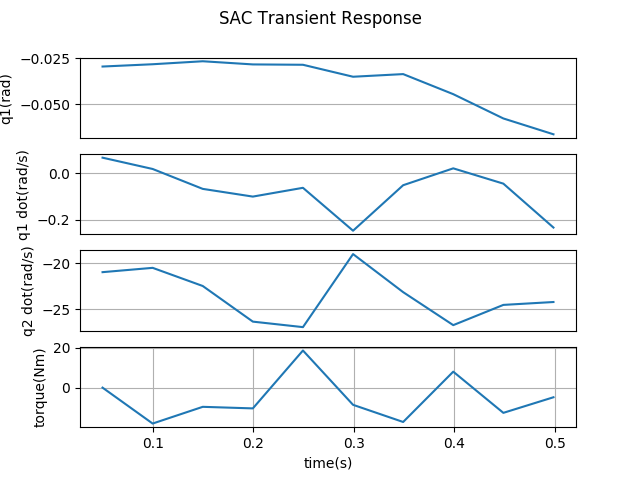 SAC Transient Response
−0.025
−0.050
q1(rad)
0.0
−0.2
q1 dot(rad/s)
−20
−25
q2 dot(rad/s)
20
0
torque(Nm)
0.1 0.2 0.3 0.4 0.5
time(s)